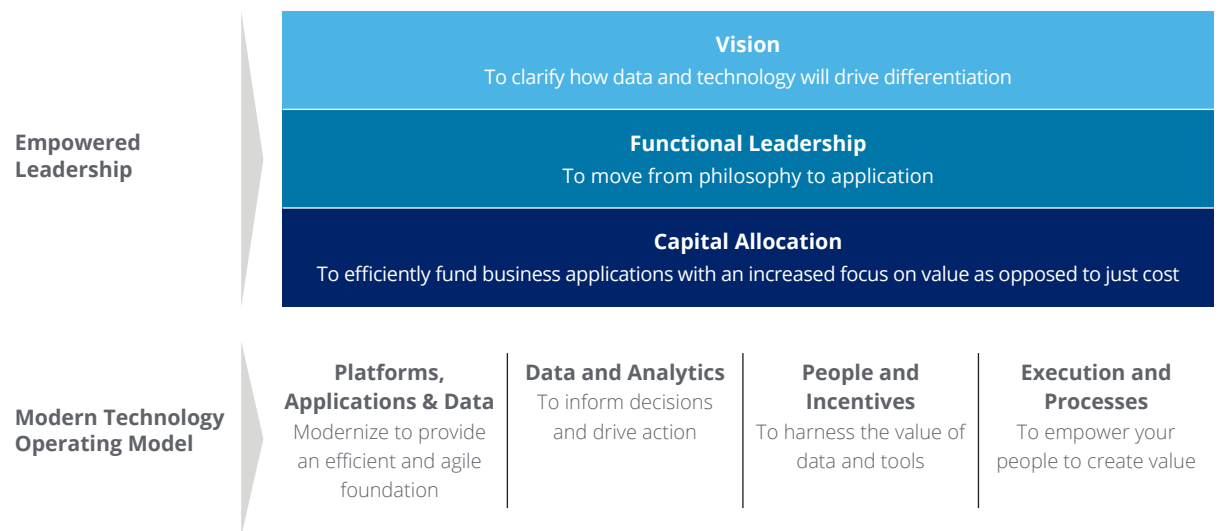 Empowered
Leadership
Vision
To clarify how data and technology will drive differentiation
Functional Leadership
To move from philosophy to application
Capital Allocation
To efficiently fund business applications with an increased focus on value as opposed to just cost
Modern Technology
Operating Model
Platforms,
Applications & Data
Modernize to provide
an efficient and agile
foundation
Data and Analytics
To inform decisions
and drive action
People and
Incentives
To harness the value of
data and tools
Execution and
Processes
To empower your
people to create value